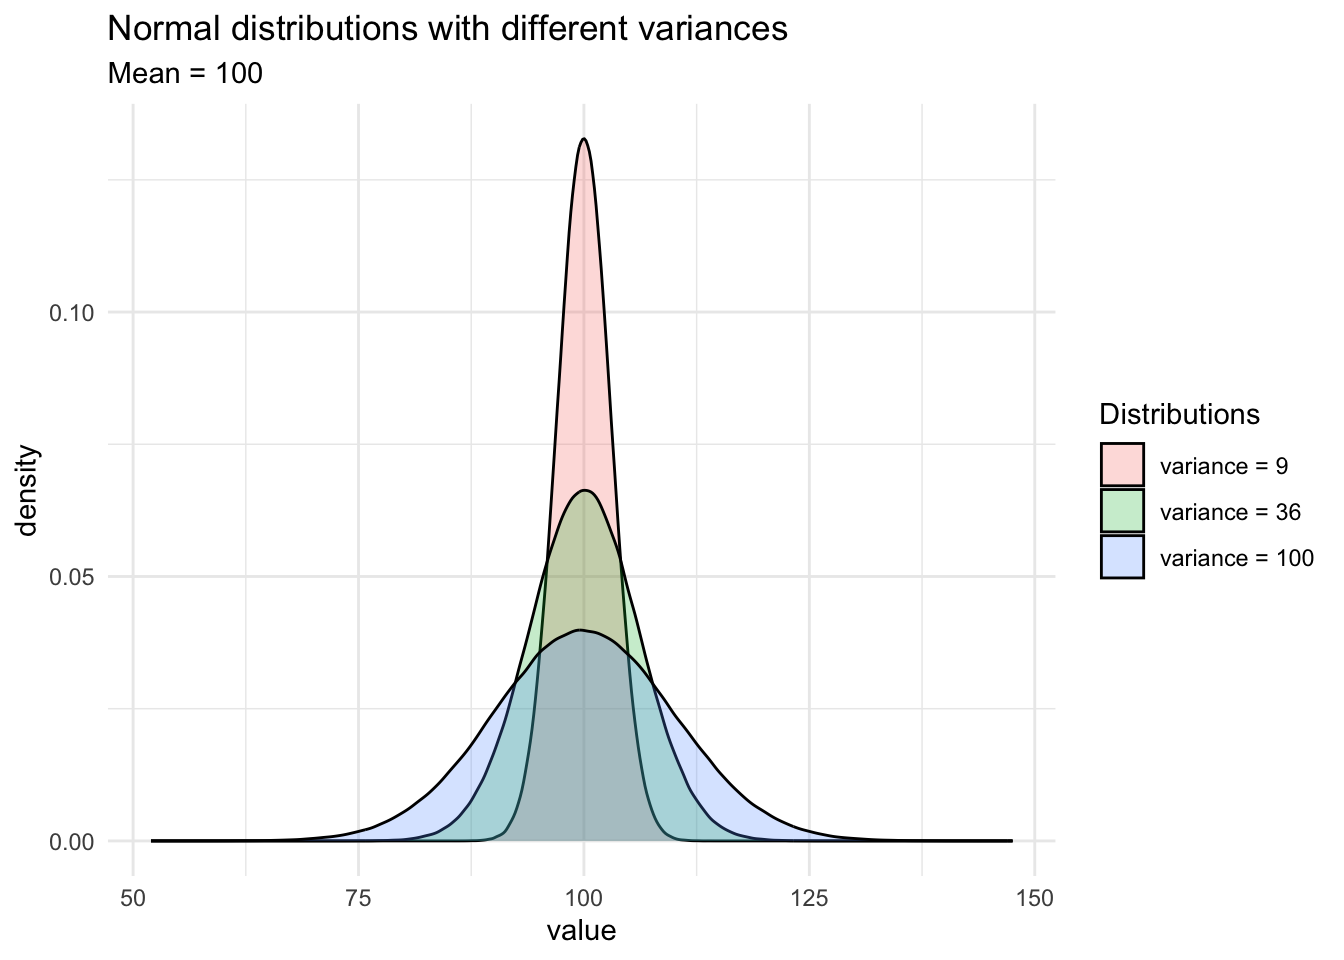 Normal distributions with different variances
Mean = 100
density
0.10
0.05
0.00
50
75
100
125
150
value
Distributions
variance = 9
variance = 36
variance = 100